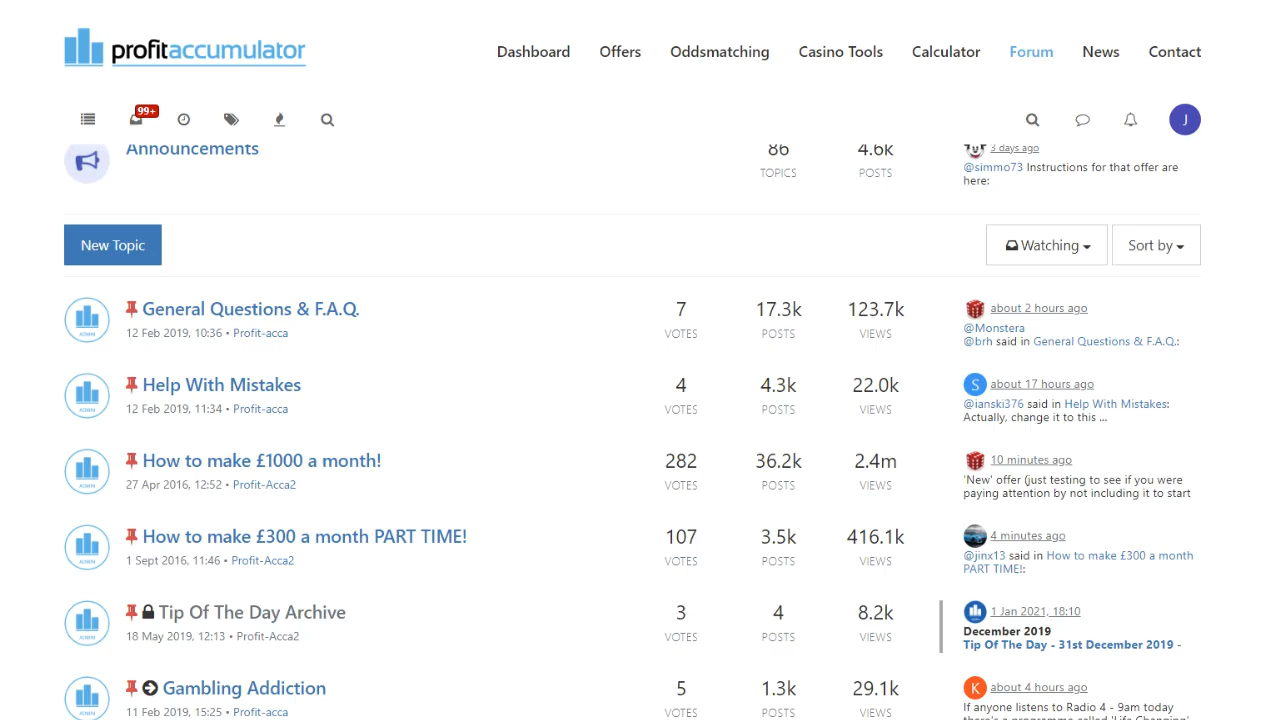 profitaccumulator
Dashboard Offers Oddsmatching Casino Tools Calculator Forum News Contact
99+
J
Announcements 86 4.6k 3 days ago
TOPICS POSTS @simmo73 Instructions for that offer are
here:
New Topic Watching Sort by
General Questions & F.A.Q. 7 17.3k 123.7k about 2 hours ago
12 Feb 2019, 10:36 • Profit-acca VOTES POSTS VIEWS @Monstera
@brh said in General Questions & F.A.Q.:
ADMIN
Help With Mistakes 4 4.3k 22.0k S about 17 hours ago
12 Feb 2019, 11:34 • Profit-acca VOTES POSTS VIEWS @ianski376 said in Help With Mistakes:
ADMIN
Actually, change it to this ...
How to make £1000 a month! 282 36.2k 2.4m 10 minutes ago
27 Apr 2016, 12:52 • Profit-Acca2 VOTES POSTS VIEWS 'New' offer (just testing to see if you were
ADMIN
paying attention by not including it to start
How to make £300 a month PART TIME! 107 3.5k 416.1k 4 minutes ago
1 Sept 2016, 11:46 • Profit-Acca2 VOTES POSTS VIEWS @jinx13 said in How to make £300 a month
ADMIN
PART TIME!:
Tip Of The Day Archive 3 4 8.2k 1 Jan 2021, 18:10
18 May 2019, 12:13 • Profit-Acca2 VOTES POSTS VIEWS December 2019
ADMIN
Tip Of The Day - 31st December 2019 -
Gambling Addiction 5 1.3k 29.1k K about 4 hours ago
11 Feb 2019, 15:25 • Profit-acca VOTES POSTS VIEWS If anyone listens to Radio 4 - 9am today
ADMIN
there's a programme called 'Life Changing'